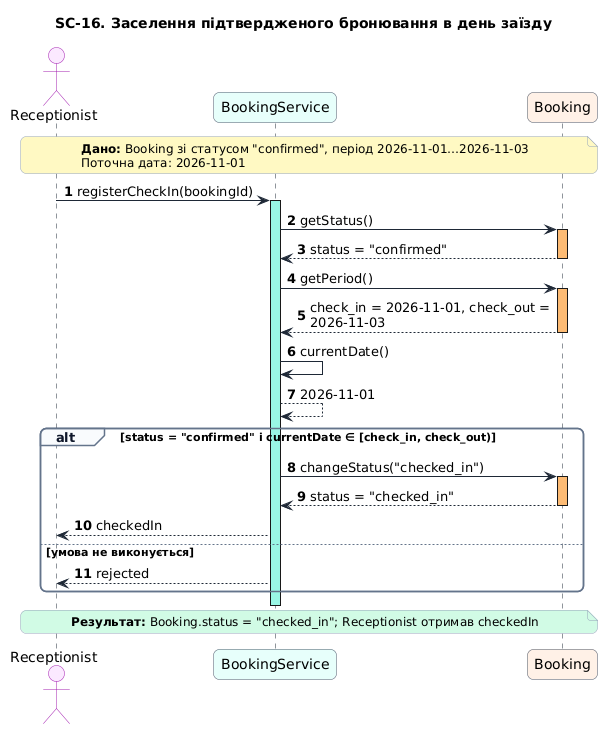 SC-16. Заселення підтвердженого бронювання в день заїзду
Receptionist
BookingService
Booking
Дано: Booking зі статусом "confirmed", період 2026-11-01...2026-11-03
Поточна дата: 2026-11-01
1 registerCheckIn(bookingId)
2 getStatus()
3 status = "confirmed"
4 getPeriod()
5 check_in = 2026-11-01, check_out =
2026-11-03
6 currentDate()
7 2026-11-01
alt [status = "confirmed" і currentDate ∈ [check_in, check_out)]
8 changeStatus("checked_in")
9 status = "checked_in"
10 checkedIn
[умова не виконується]
11 rejected
Результат: Booking.status = "checked_in"; Receptionist отримав checkedIn
Receptionist
BookingService
Booking